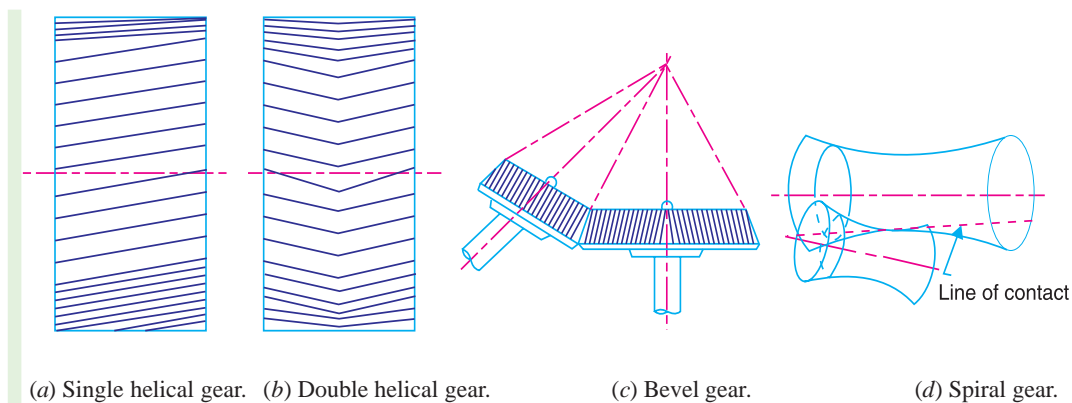 Line of contact
(a) Single helical gear. (b) Double helical gear. (c) Bevel gear. (d) Spiral gear.